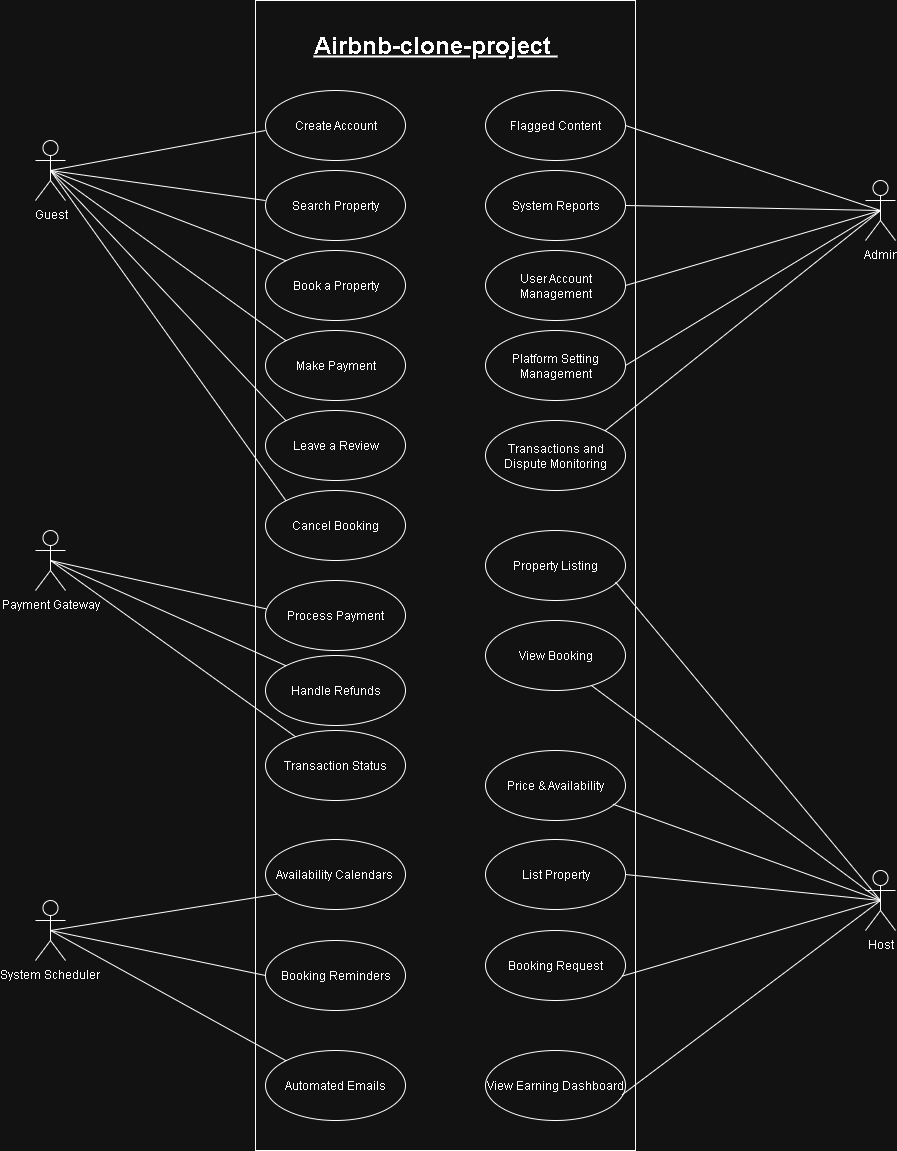 Airbnb-clone-project
Create Account
Flagged Content
Guest
Search Property
System Reports
Admin
Book a Property
User Account
Management
Make Payment
Platform Setting
Management
Leave a Review
Transactions and
Dispute Monitoring
Cancel Booking
Property Listing
Payment Gateway
Process Payment
View Booking
Handle Refunds
Transaction Status
Price & Availability
Availability Calendars
List Property
Host
System Scheduler
Booking Reminders
Booking Request
Automated Emails
View Earning Dashboard